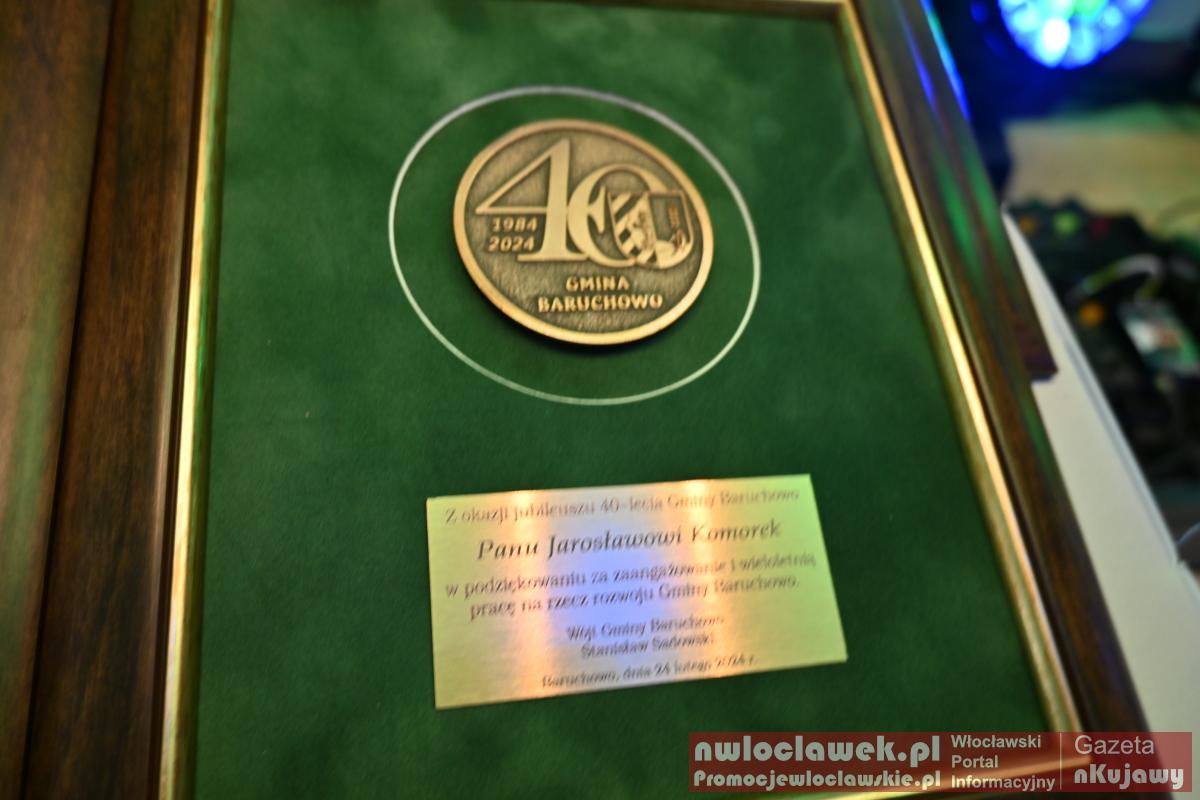 40
1984
2024
GMINA
BARUCHOWO
Z okazji jubileuszu 40-lecia Gminy Baruchowo
Panu Jarosławowi Komorek
w podziękowaniu za zaangażowanie i wieloletnią
pracę na rzecz rozwoju Gminy Baruchowo.
Wójt Gminy Baruchowo
Stanisław Sadowski
Baruchowo, dnia 24 lutego 2024 r.
nwloclawek.pl
Promocjewloclawskie.pl
Włocławski
Portal
Informacyjny
Gazeta
nKujawy